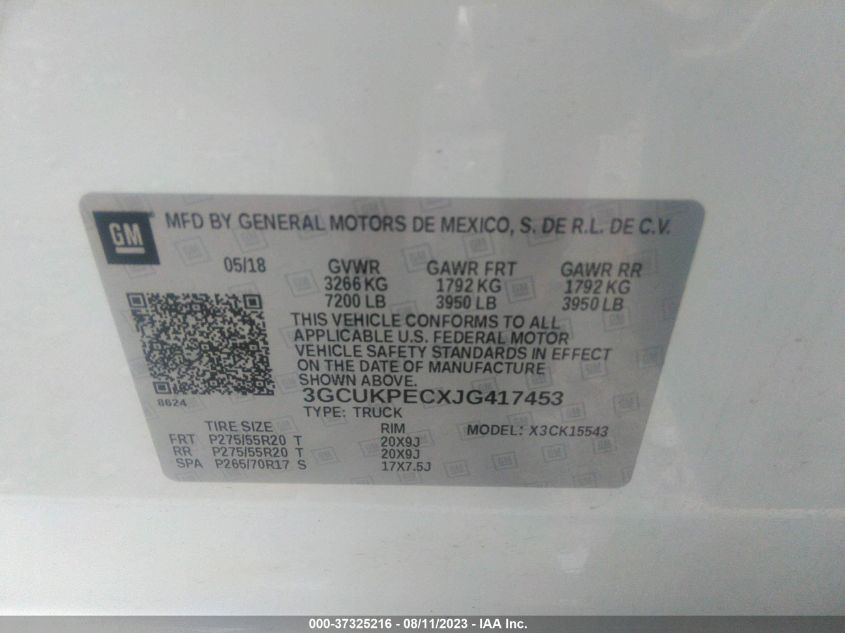 GM ® MFD BY GENERAL MOTORS DE MEXICO, S. DE R.L. DE C.V.
05/18 GVWR GAWR FRT GAWR RR
3266 KG 1792 KG 1792 KG
7200 LB 3950 LB 3950 LB
THIS VEHICLE CONFORMS TO ALL
APPLICABLE U.S. FEDERAL MOTOR
VEHICLE SAFETY STANDARDS IN EFFECT
ON THE DATE OF MANUFACTURE
SHOWN ABOVE.
8624 3GCUKPECXJG417453
TYPE: TRUCK
TIRE SIZE RIM MODEL: X3CK15543
FRT P275/55R20 T 20X9J
RR P275/55R20 T 20X9J
SPA P265/70R17 S 17X7.5J
000-37325216 - 08/11/2023 - IAA Inc.